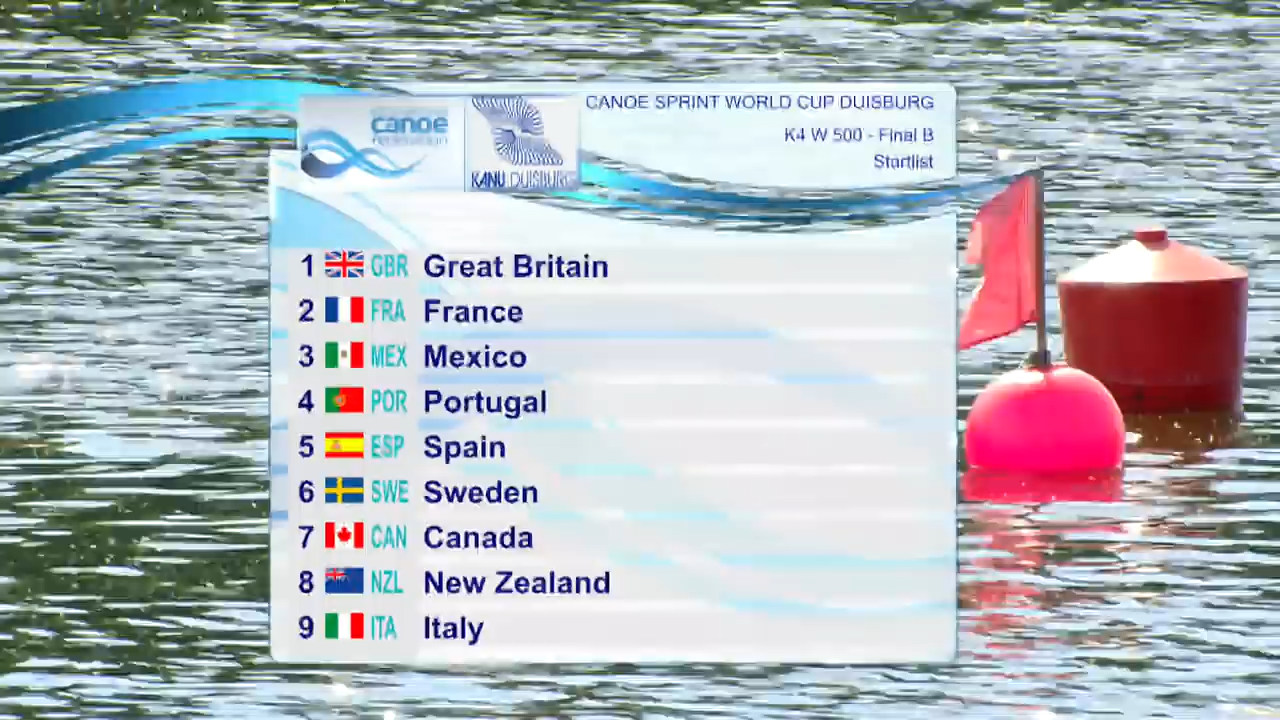 canoe
federation
KANU DUISBURG
CANOE SPRINT WORLD CUP DUISBURG
K4 W 500 - Final B
Startlist
1 GBR Great Britain
2 FRA France
3 MEX Mexico
4 POR Portugal
5 ESP Spain
6 SWE Sweden
7 CAN Canada
8 NZL New Zealand
9 ITA Italy